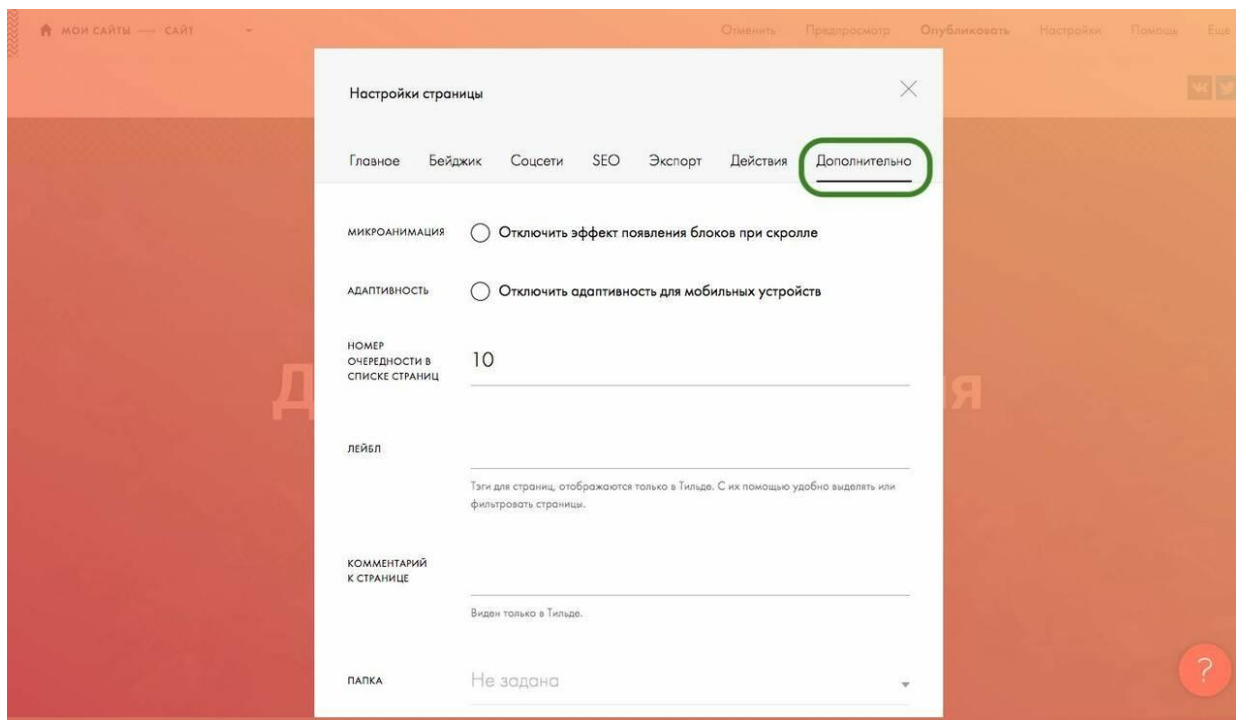 МОИ САЙТЫ — САЙТ
Отменить Предпросмотр Опубликовать Настройки Помощь Еще
Настройки страницы
Главное Бейджик Соцсети SEO Экспорт Действия Дополнительно
МИКРОАНИМАЦИЯ Отключить эффект появления блоков при скролле
АДАПТИВНОСТЬ Отключить адаптивность для мобильных устройств
НОМЕР
ОЧЕРЕДНОСТИ В
СПИСКЕ СТРАНИЦ
10
ЛЕЙБЛ
Тэги для страниц, отображаются только в Тильде. С их помощью удобно выделять или
фильтровать страницы.
КОММЕНТАРИЙ
К СТРАНИЦЕ
Виден только в Тильде.
ПАПКА Не задана
?